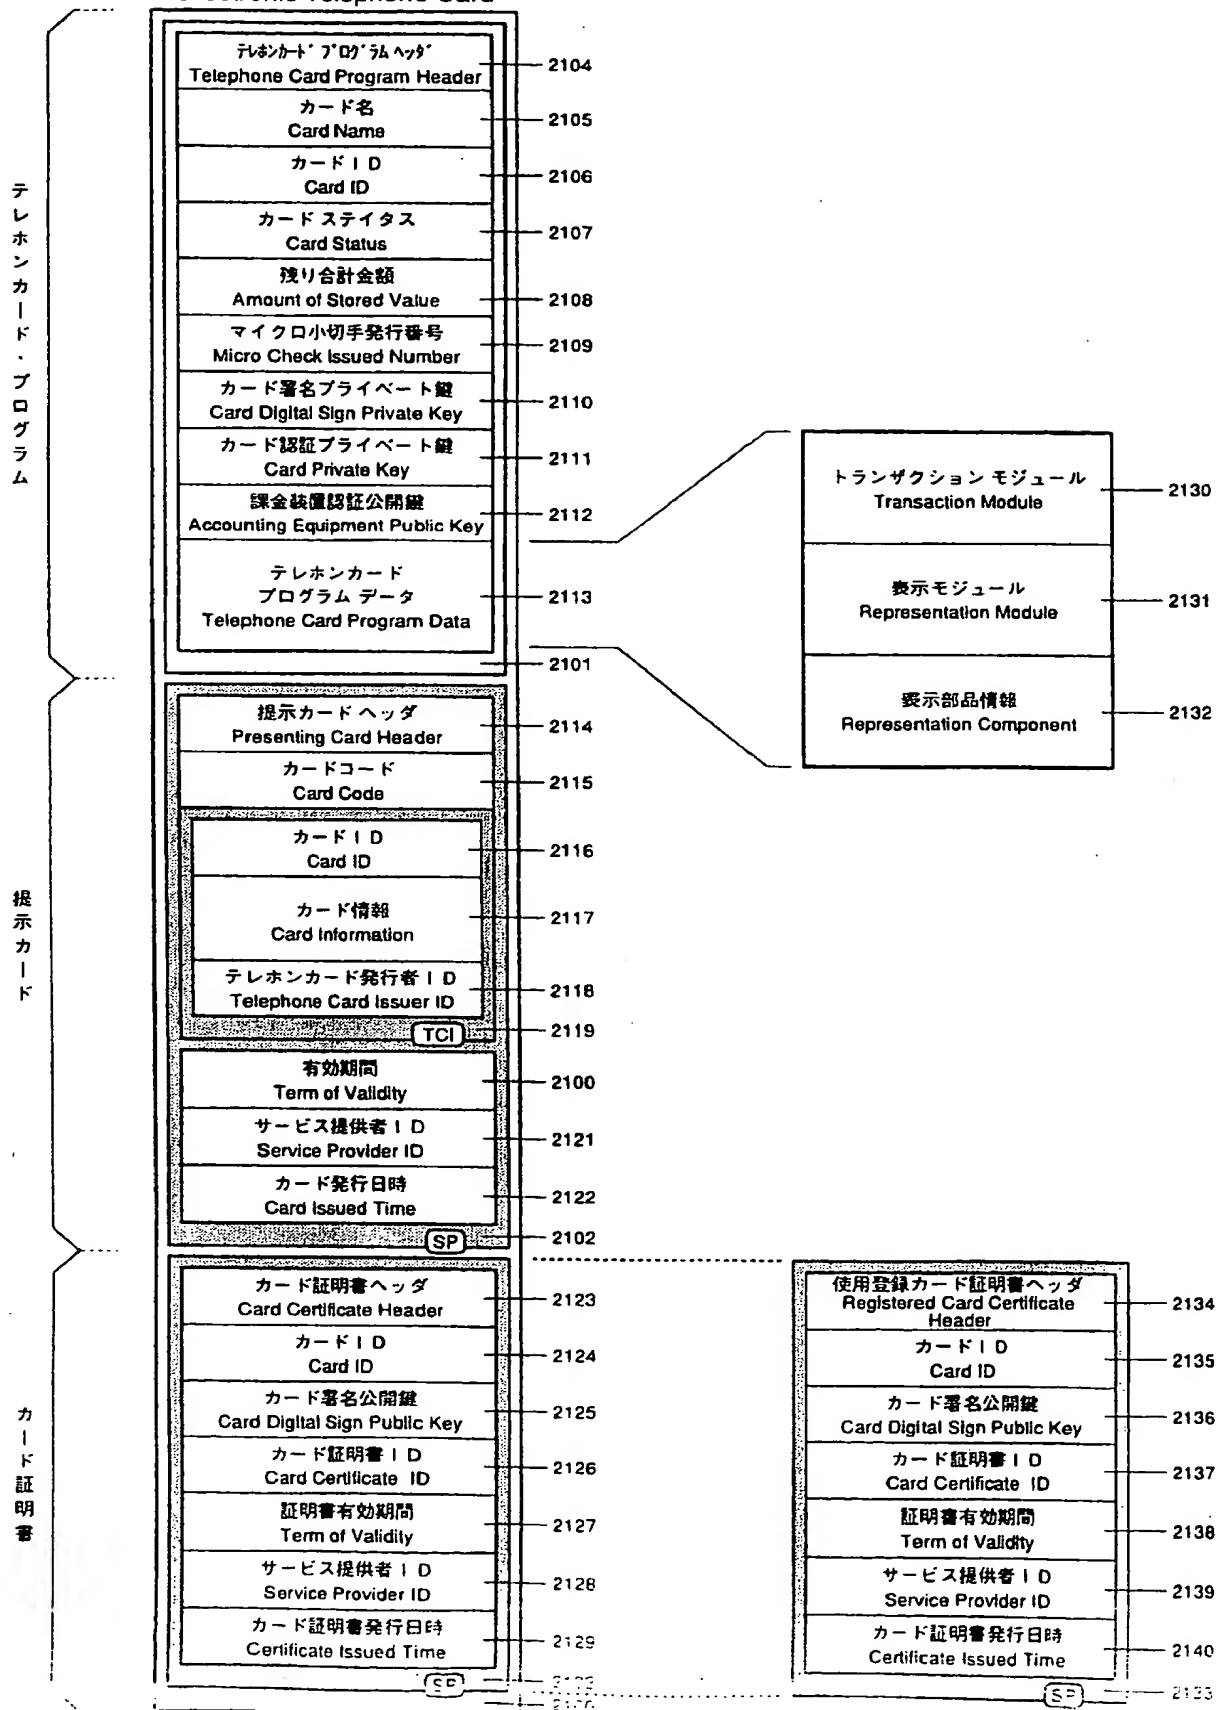 Telephone Card
テレホンカード・プログラム
テレホンカード プログラム ヘッダ
Telephone Card Program Header
2104
カード名
Card Name
2105
カード ID
Card ID
2106
カード ステイタス
Card Status
2107
残り合計金額
Amount of Stored Value
2108
マイクロ小切手発行番号
Micro Check Issued Number
2109
カード署名プライベート鍵
Card Digital Sign Private Key
2110
カード認証プライベート鍵
Card Private Key
2111
課金装置認証公開鍵
Accounting Equipment Public Key
2112
テレホンカード
プログラム データ
Telephone Card Program Data
2113
2101
トランザクション モジュール
Transaction Module
2130
表示モジュール
Representation Module
2131
表示部品情報
Representation Component
2132
提示カード
提示カード ヘッダ
Presenting Card Header
2114
カードコード
Card Code
2115
カード ID
Card ID
2116
カード情報
Card Information
2117
テレホンカード発行者 ID
Telephone Card Issuer ID
2118
TCI
2119
有効期間
Term of Validity
2100
サービス提供者 ID
Service Provider ID
2121
カード発行日時
Card Issued Time
2122
SP
2102
カード証明書
カード証明書ヘッダ
Card Certificate Header
2123
カード ID
Card ID
2124
カード署名公開鍵
Card Digital Sign Public Key
2125
カード証明書 ID
Card Certificate ID
2126
証明書有効期間
Term of Validity
2127
サービス提供者 ID
Service Provider ID
2128
カード証明書発行日時
Certificate Issued Time
2129
SP
使用登録カード証明書ヘッダ
Registered Card Certificate
Header
2134
カード ID
Card ID
2135
カード署名公開鍵
Card Digital Sign Public Key
2136
カード証明書 ID
Card Certificate ID
2137
証明書有効期間
Term of Validity
2138
サービス提供者 ID
Service Provider ID
2139
カード証明書発行日時
Certificate Issued Time
2140
SP
2133